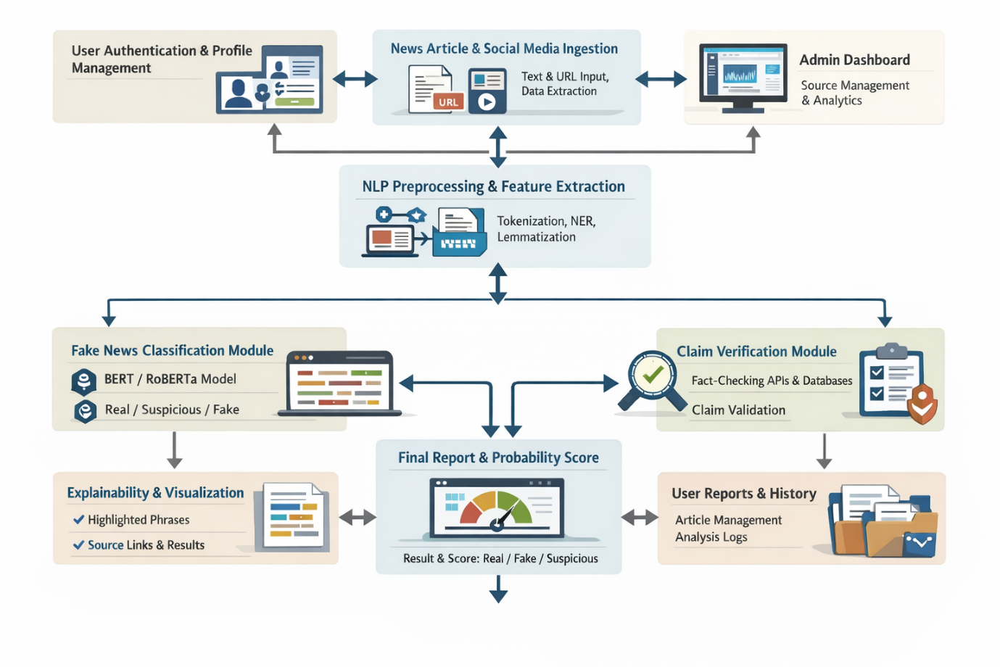 User Authentication & Profile
Management
News Article & Social Media Ingestion
URL
Text & URL Input,
Data Extraction
Admin Dashboard
Source Management
& Analytics
NLP Preprocessing & Feature Extraction
Tokenization, NER,
Lemmatization
Fake News Classification Module
BERT / RoBERTa Model
Real / Suspicious / Fake
Claim Verification Module
Fact-Checking APIs & Databases
Claim Validation
Explainability & Visualization
Highlighted Phrases
Source Links & Results
Final Report & Probability Score
Result & Score: Real / Fake / Suspicious
User Reports & History
Article Management
Analysis Logs